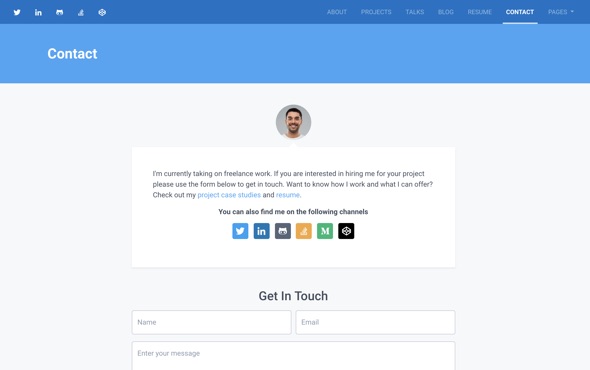 ABOUT PROJECTS TALKS BLOG RESUME CONTACT PAGES
Contact
I'm currently taking on freelance work. If you are interested in hiring me for your project
please use the form below to get in touch. Want to know how I work and what I can offer?
Check out my project case studies and resume.
You can also find me on the following channels
Get In Touch
Name Email
Enter your message